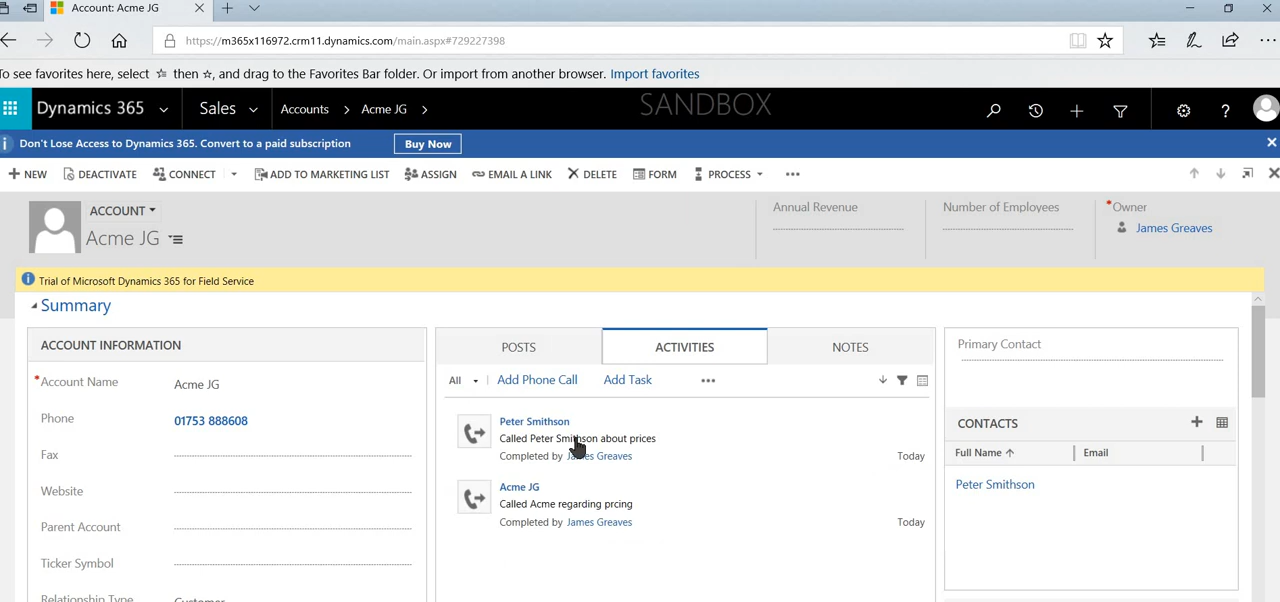 Account: Acme JG
https://m365x116972.crm11.dynamics.com/main.aspx#729227398
To see favorites here, select then , and drag to the Favorites Bar folder. Or import from another browser. Import favorites
Dynamics 365 Sales Accounts > Acme JG > SANDBOX
Don't Lose Access to Dynamics 365. Convert to a paid subscription Buy Now
NEW DEACTIVATE CONNECT ADD TO MARKETING LIST ASSIGN EMAIL A LINK DELETE FORM PROCESS
ACCOUNT
Acme JG
Annual Revenue
Number of Employees
*Owner
James Greaves
Trial of Microsoft Dynamics 365 for Field Service
Summary
ACCOUNT INFORMATION
*Account Name Acme JG
Phone 01753 888608
Fax
Website
Parent Account
Ticker Symbol
Relationship Type Customer
POSTS ACTIVITIES NOTES
All Add Phone Call Add Task
Peter Smithson
Called Peter Smithson about prices
Completed by James Greaves Today
Acme JG
Called Acme regarding prcing
Completed by James Greaves Today
Primary Contact
CONTACTS
Full Name Email
Peter Smithson